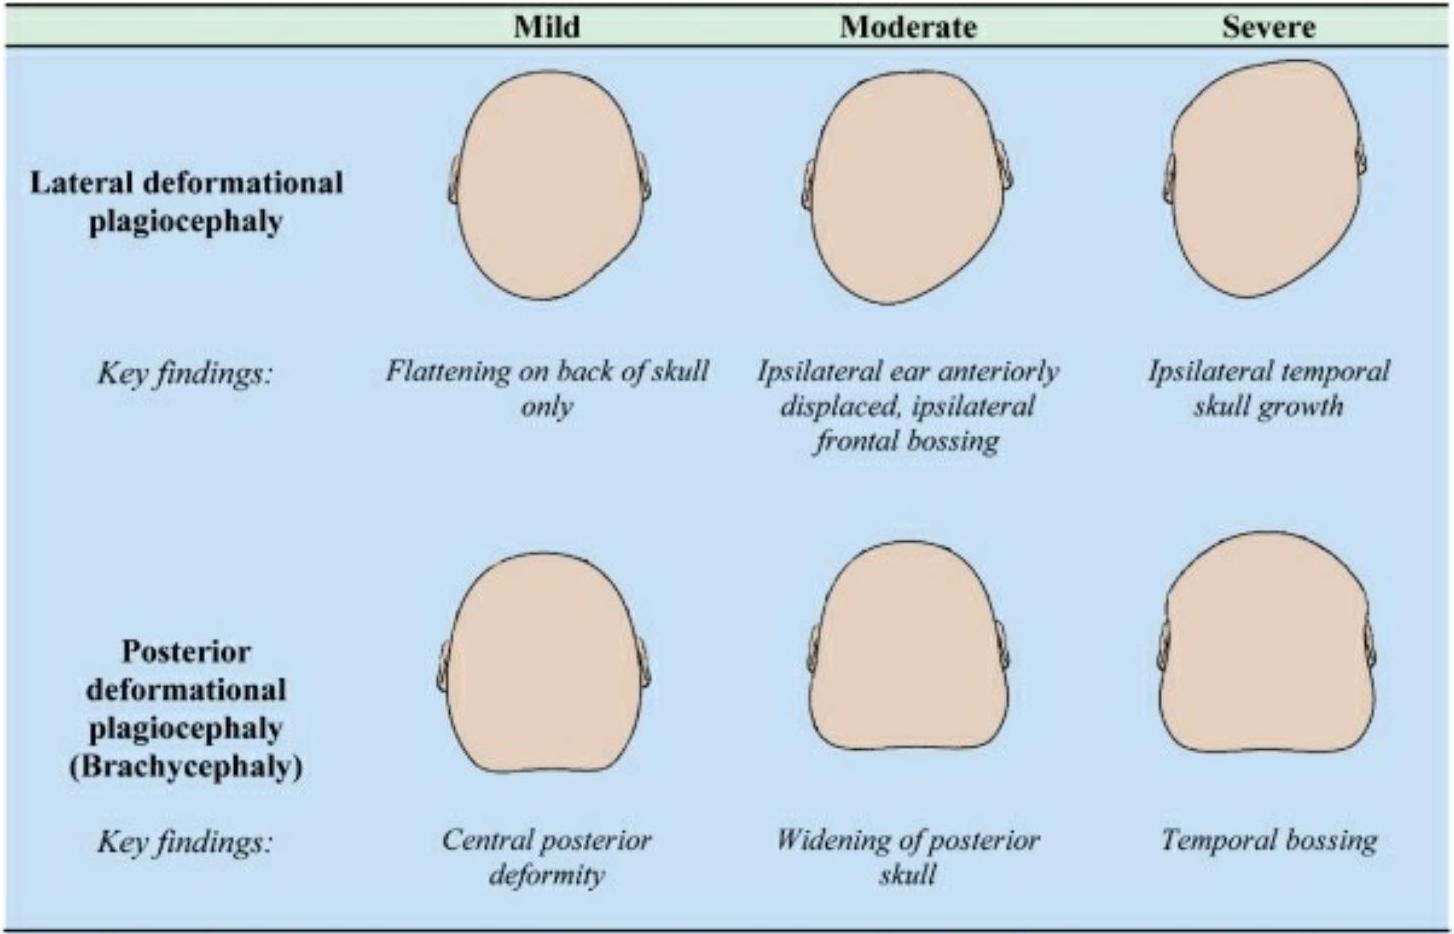 Mild Moderate Severe
Lateral deformational
plagiocephaly
Key findings:
Flattening on back of skull
only
Ipsilateral ear anteriorly
displaced, ipsilateral
frontal bossing
Ipsilateral temporal
skull growth
Posterior
deformational
plagiocephaly
(Brachycephaly)
Key findings:
Central posterior
deformity
Widening of posterior
skull
Temporal bossing